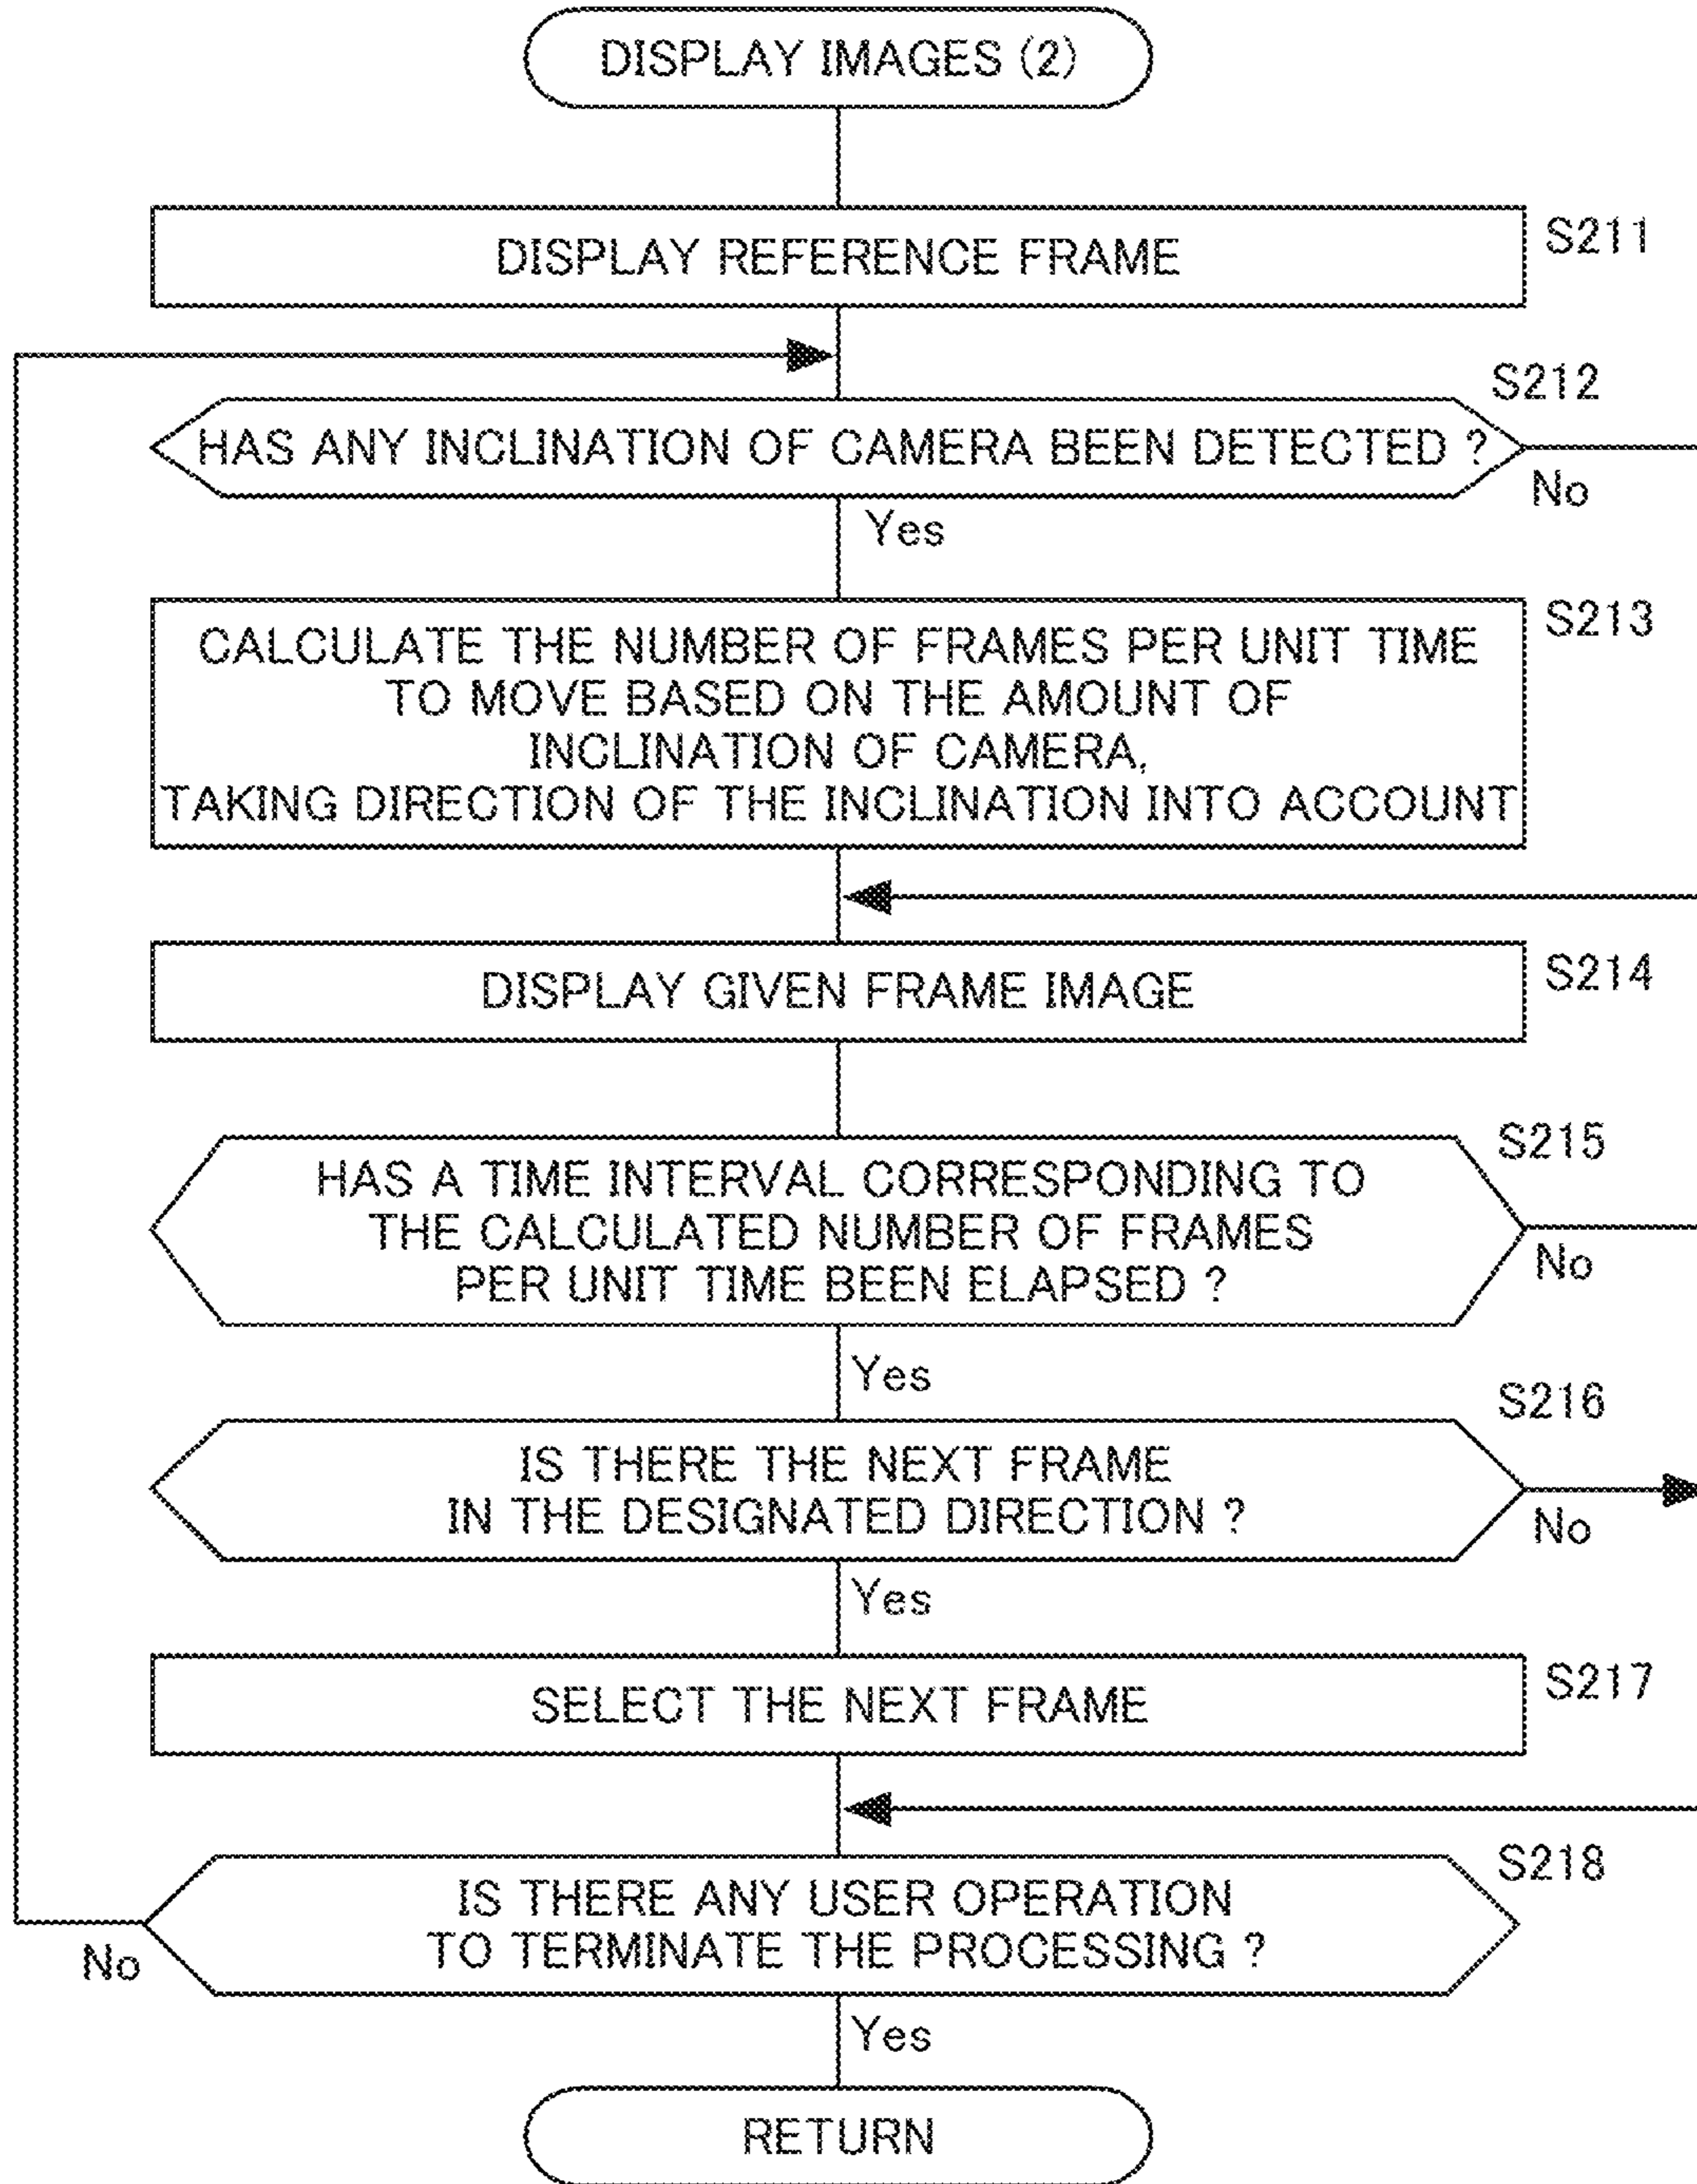 DISPLAY IMAGES (2)
DISPLAY REFERENCE FRAME
S211
S212
HAS ANY INCLINATION OF CAMERA BEEN DETECTED ?
No
Yes
S213
CALCULATE THE NUMBER OF FRAMES PER UNIT TIME
TO MOVE BASED ON THE AMOUNT OF
INCLINATION OF CAMERA,
TAKING DIRECTION OF THE INCLINATION INTO ACCOUNT
DISPLAY GIVEN FRAME IMAGE
S214
S215
HAS A TIME INTERVAL CORRESPONDING TO
THE CALCULATED NUMBER OF FRAMES
PER UNIT TIME BEEN ELAPSED ?
No
Yes
S216
IS THERE THE NEXT FRAME
IN THE DESIGNATED DIRECTION ?
No
Yes
SELECT THE NEXT FRAME
S217
S218
IS THERE ANY USER OPERATION
TO TERMINATE THE PROCESSING ?
No
Yes
RETURN